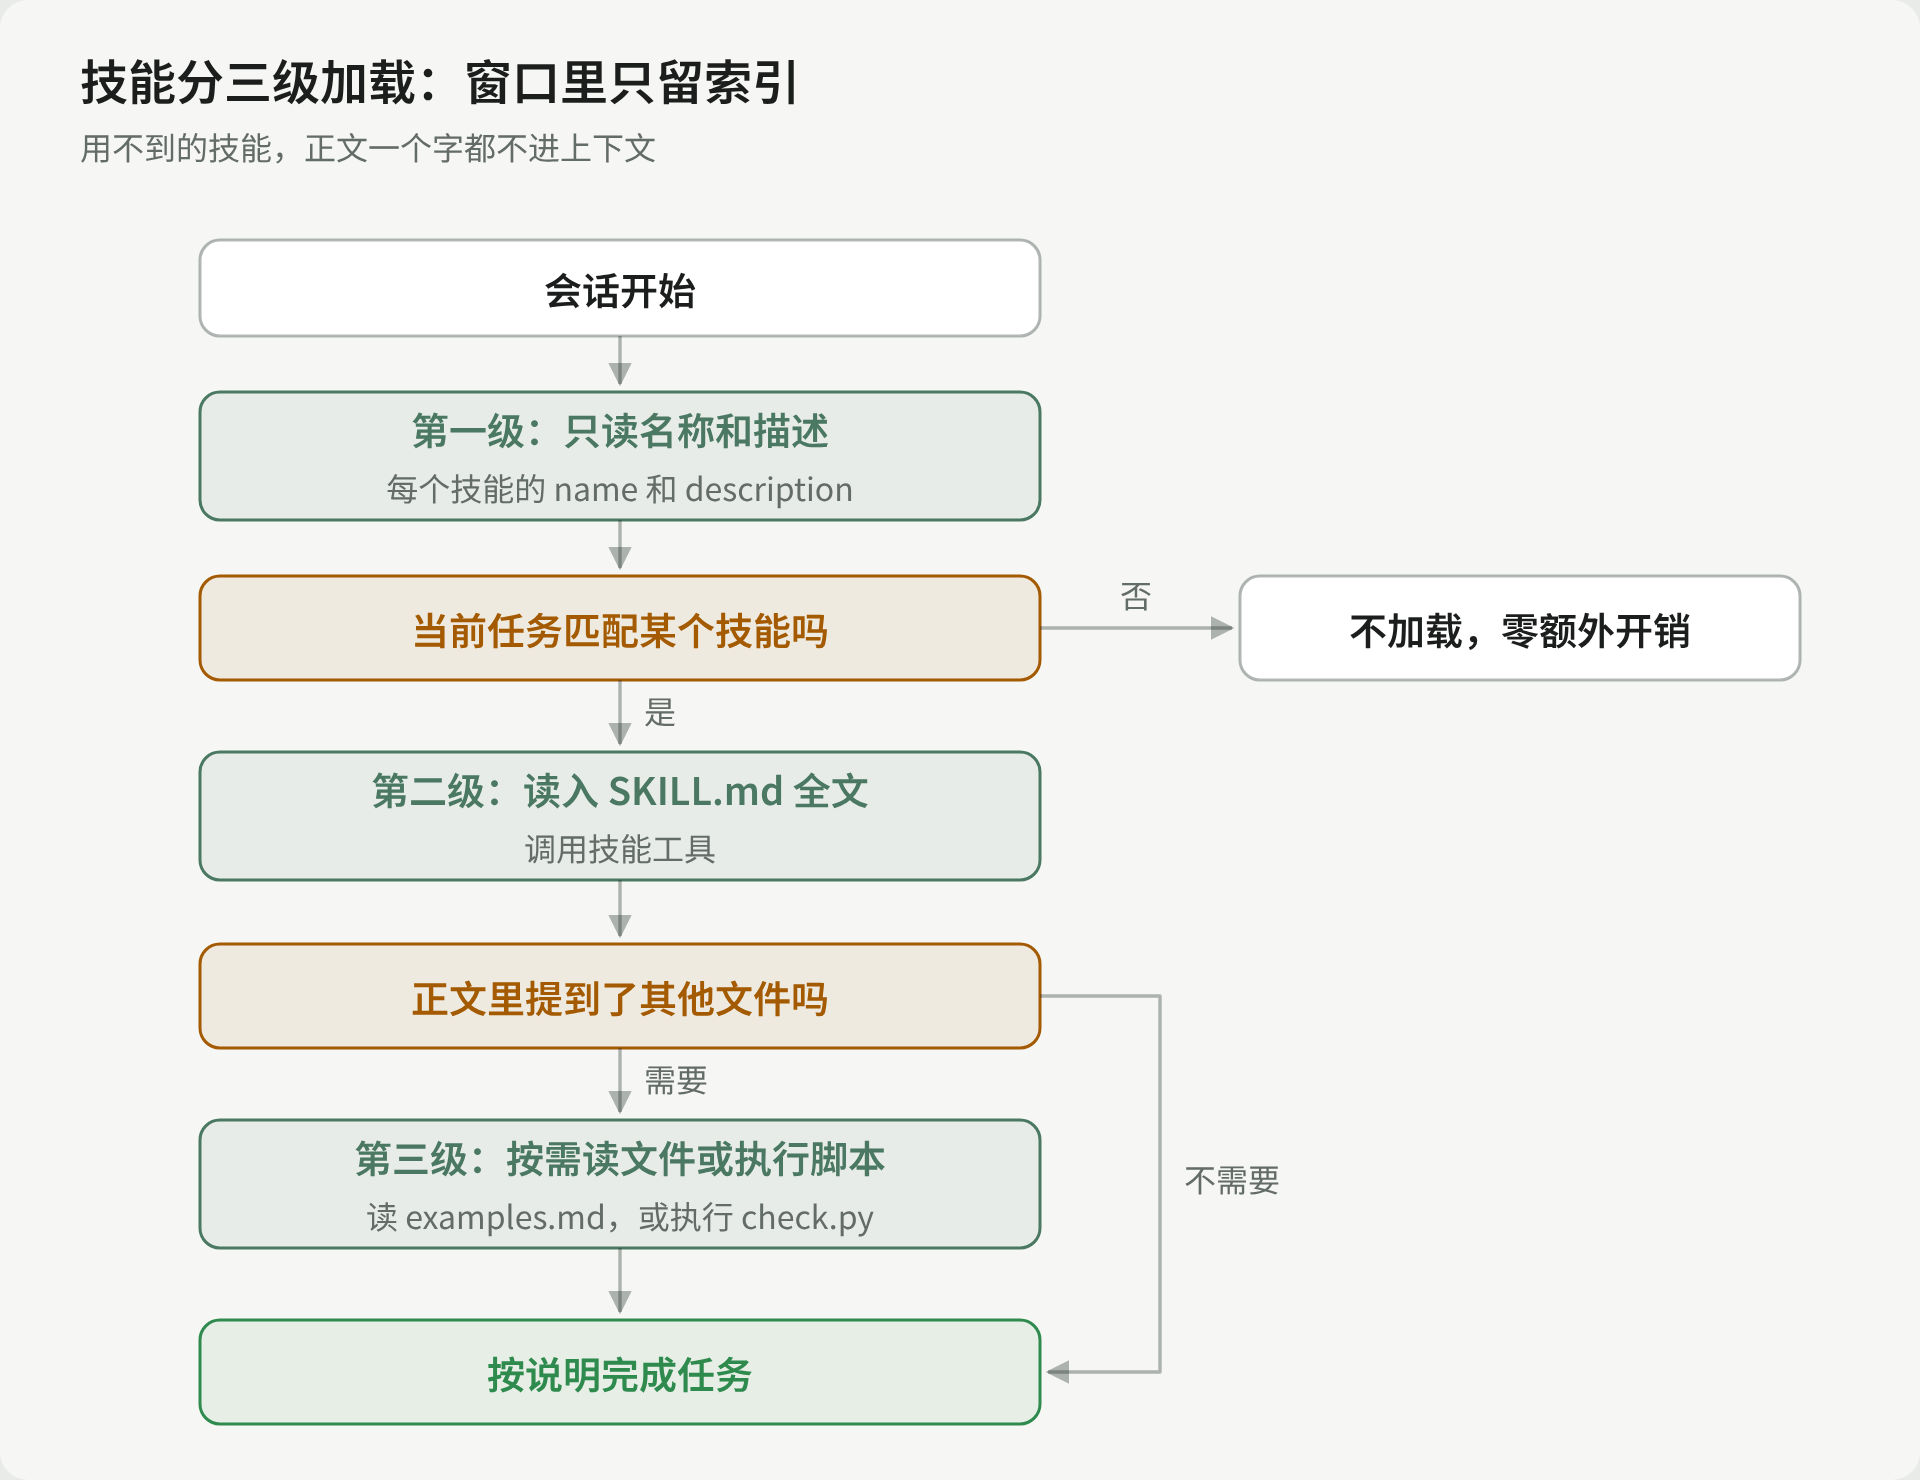 技能分三级加载：窗口里只留索引
用不到的技能，正文一个字都不进上下文
会话开始
第一级：只读名称和描述
每个技能的 name 和 description
当前任务匹配某个技能吗
否
不加载，零额外开销
是
第二级：读入 SKILL.md 全文
调用技能工具
正文里提到了其他文件吗
需要
第三级：按需读文件或执行脚本
读 examples.md，或执行 check.py
不需要
按说明完成任务